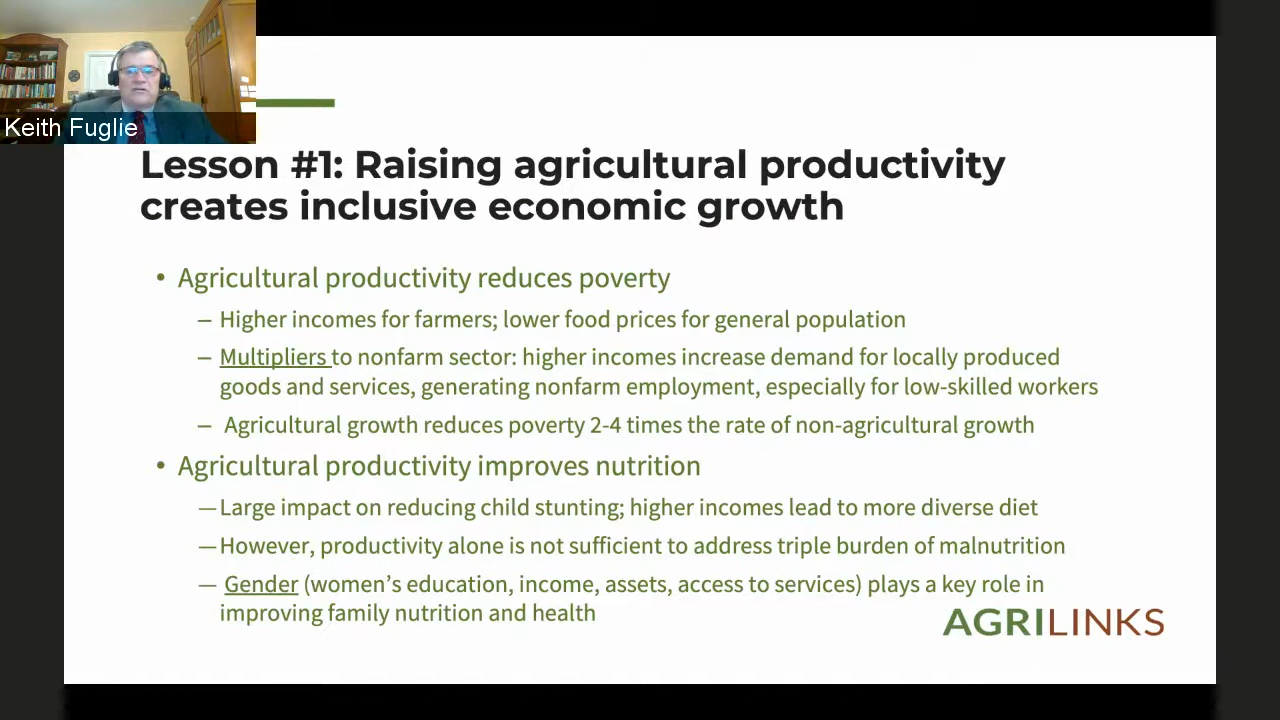 Keith Fuglie
Lesson #1: Raising agricultural productivity
creates inclusive economic growth
• Agricultural productivity reduces poverty
– Higher incomes for farmers; lower food prices for general population
– Multipliers to nonfarm sector: higher incomes increase demand for locally produced
goods and services, generating nonfarm employment, especially for low-skilled workers
– Agricultural growth reduces poverty 2-4 times the rate of non-agricultural growth
• Agricultural productivity improves nutrition
—Large impact on reducing child stunting; higher incomes lead to more diverse diet
—However, productivity alone is not sufficient to address triple burden of malnutrition
— Gender (women’s education, income, assets, access to services) plays a key role in
improving family nutrition and health
AGRILINKS